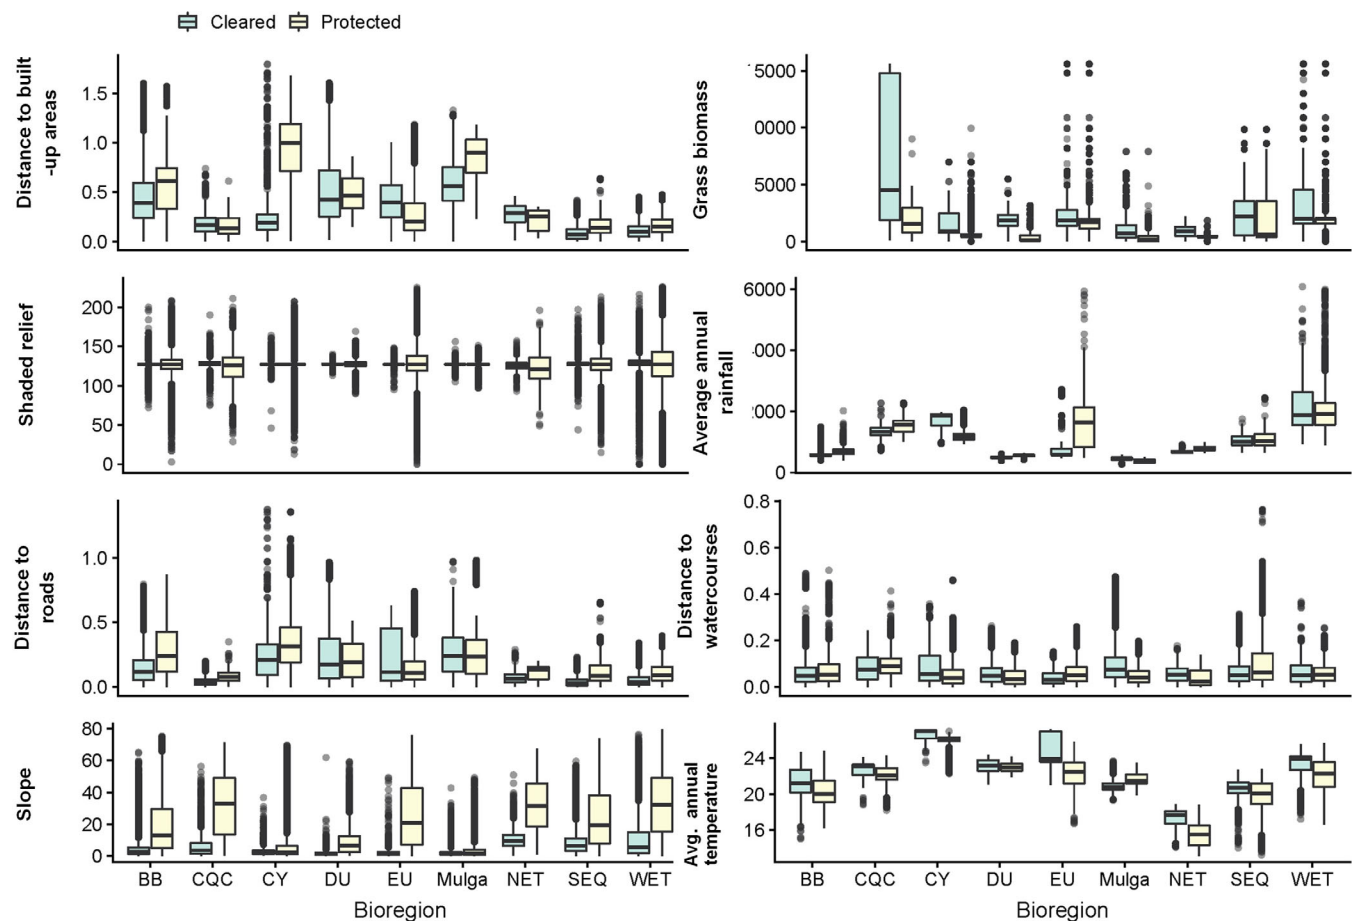 Cleared Protected
Distance to built
-up areas
1.5
1.0
0.5
0.0
Grass biomass
5000
0000
5000
0
Shaded relief
200
150
100
50
0
Average annual
rainfall
6000
4000
2000
0
Distance to
roads
1.0
0.5
0.0
Distance to
watercourses
0.8
0.6
0.4
0.2
0.0
Slope
80
60
40
20
0
Avg. annual
temperature
24
20
16
BB CQC CY DU EU Mulga NET SEQ WET
Bioregion
BB CQC CY DU EU Mulga NET SEQ WET
Bioregion